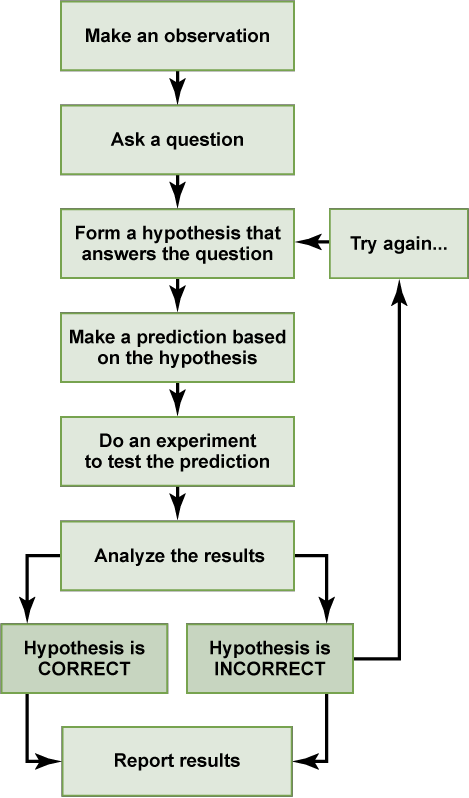 Make an observation
Ask a question
Form a hypothesis that
answers the question
Try again...
Make a prediction based
on the hypothesis
Do an experiment
to test the prediction
Analyze the results
Hypothesis is
CORRECT
Hypothesis is
INCORRECT
Report results